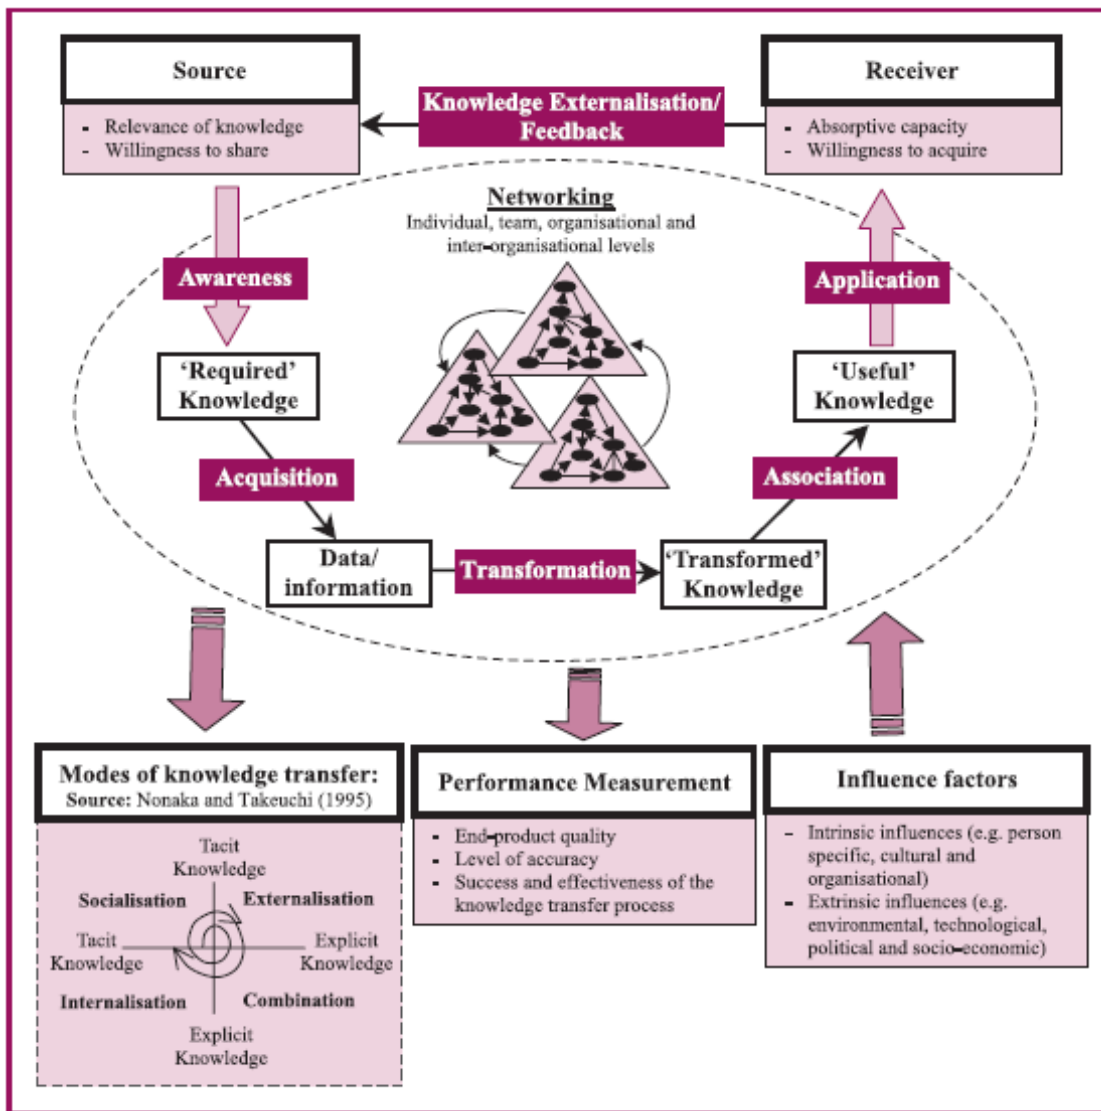 Source
- Relevance of knowledge
- Willingness to share
Knowledge Externalisation/
Feedback
Receiver
- Absorptive capacity
- Willingness to acquire
Networking
Individual, team, organisational and
inter-organisational levels
Awareness
Application
'Required'
Knowledge
'Useful'
Knowledge
Acquisition
Association
Data/
information
Transformation
'Transformed'
Knowledge
Modes of knowledge transfer:
Source: Nonaka and Takeuchi (1995)
Tacit
Knowledge
Socialisation
Externalisation
Tacit
Knowledge
Explicit
Knowledge
Internalisation
Combination
Explicit
Knowledge
Performance Measurement
- End-product quality
- Level of accuracy
- Success and effectiveness of the
knowledge transfer process
Influence factors
- Intrinsic influences (e.g. person
specific, cultural and
organisational)
- Extrinsic influences (e.g.
environmental, technological,
political and socio-economic)